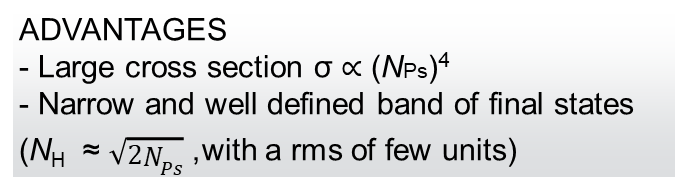 ADVANTAGES
- Large cross section σ ∝ (NPs)⁴
- Narrow and well defined band of final states
(NH ≈ √2NPs ,with a rms of few units)